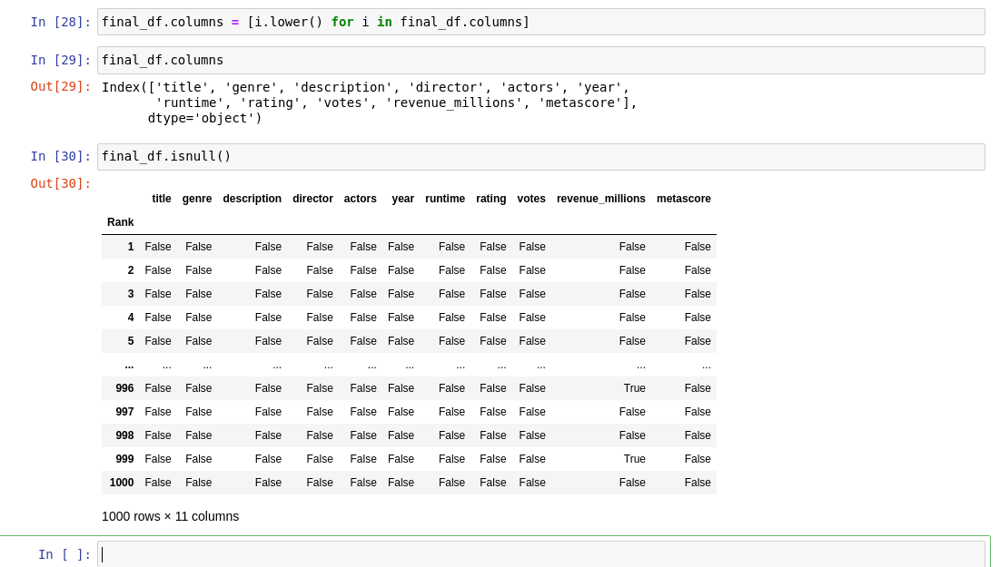 In [28]: final_df.columns = [i.lower() for i in final_df.columns]
In [29]: final_df.columns
Out[29]: Index(['title', 'genre', 'description', 'director', 'actors', 'year',
'runtime', 'rating', 'votes', 'revenue_millions', 'metascore'],
dtype='object')
In [30]: final_df.isnull()
Out[30]:
title genre description director actors year runtime rating votes revenue_millions metascore
Rank
1 False False False False False False False False False False False
2 False False False False False False False False False False False
3 False False False False False False False False False False False
4 False False False False False False False False False False False
5 False False False False False False False False False False False
... ... ... ... ... ... ... ... ... ... ... ...
996 False False False False False False False False False True False
997 False False False False False False False False False False False
998 False False False False False False False False False False False
999 False False False False False False False False False True False
1000 False False False False False False False False False False False
1000 rows × 11 columns
In [ ]: